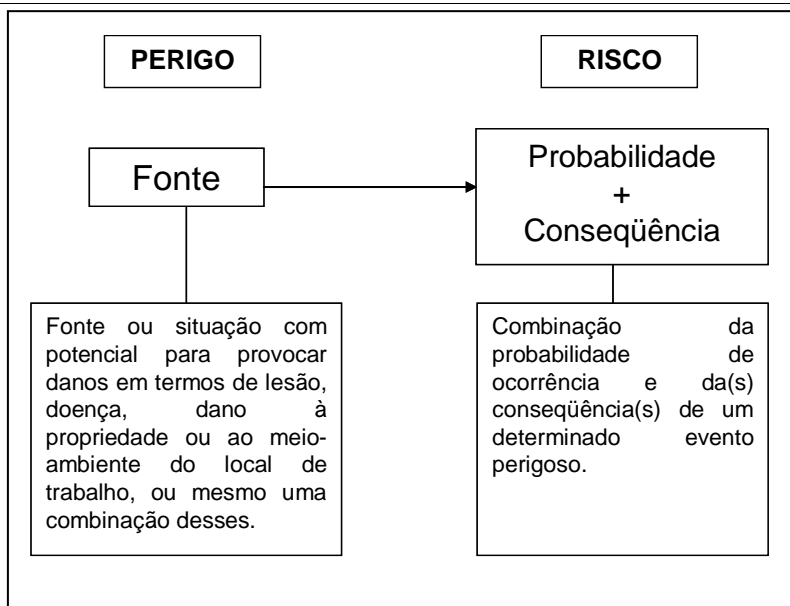 PERIGO
RISCO
Fonte
Probabilidade
+
Conseqüência
Fonte ou situação com
potencial para provocar
danos em termos de lesão,
doença, dano à
propriedade ou ao meio-
ambiente do local de
trabalho, ou mesmo uma
combinação desses.
Combinação da
probabilidade de
ocorrência e da(s)
conseqüência(s) de um
determinado evento
perigoso.